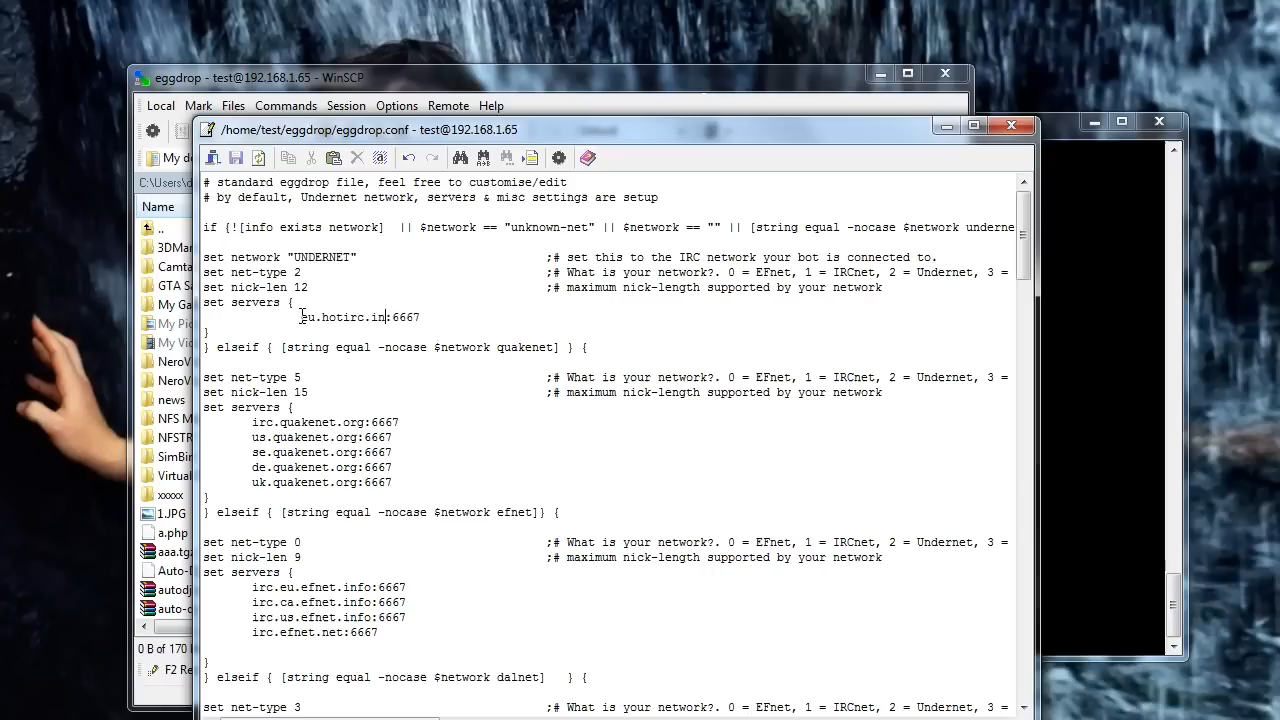 eggdrop - test@192.168.1.65 - WinSCP
Local Mark Files Commands Session Options Remote Help
/home/test/eggdrop/eggdrop.conf - test@192.168.1.65
My do
C:\Users\d
Name
..
3DMar
Camta
GTA S
My Ga
My Pic
My Vi
NeroV
NeroVi
news
NFS M
NFSTR
SimBin
Virtual
xxxxx
1.JPG
a.php
aaa.tgz
Auto-D
autodj
auto-d
0 B of 170
F2 Re
# standard eggdrop file, feel free to customise/edit
# by default, Undernet network, servers & misc settings are setup
if {![info exists network] || $network == "unknown-net" || $network == "" || [string equal -nocase $network underne
set network "UNDERNET" ;# set this to the IRC network your bot is connected to.
set net-type 2 ;# What is your network?. 0 = EFnet, 1 = IRCnet, 2 = Undernet, 3 =
set nick-len 12 ;# maximum nick-length supported by your network
set servers {
eu.hotirc.in:6667
}
} elseif { [string equal -nocase $network quakenet] } {
set net-type 5 ;# What is your network?. 0 = EFnet, 1 = IRCnet, 2 = Undernet, 3 =
set nick-len 15 ;# maximum nick-length supported by your network
set servers {
irc.quakenet.org:6667
us.quakenet.org:6667
se.quakenet.org:6667
de.quakenet.org:6667
uk.quakenet.org:6667
}
} elseif { [string equal -nocase $network efnet]} {
set net-type 0 ;# What is your network?. 0 = EFnet, 1 = IRCnet, 2 = Undernet, 3 =
set nick-len 9 ;# maximum nick-length supported by your network
set servers {
irc.eu.efnet.info:6667
irc.ca.efnet.info:6667
irc.us.efnet.info:6667
irc.efnet.net:6667
}
} elseif { [string equal -nocase $network dalnet] } {
set net-type 3 ;# What is your network?. 0 = EFnet, 1 = IRCnet, 2 = Undernet, 3 =